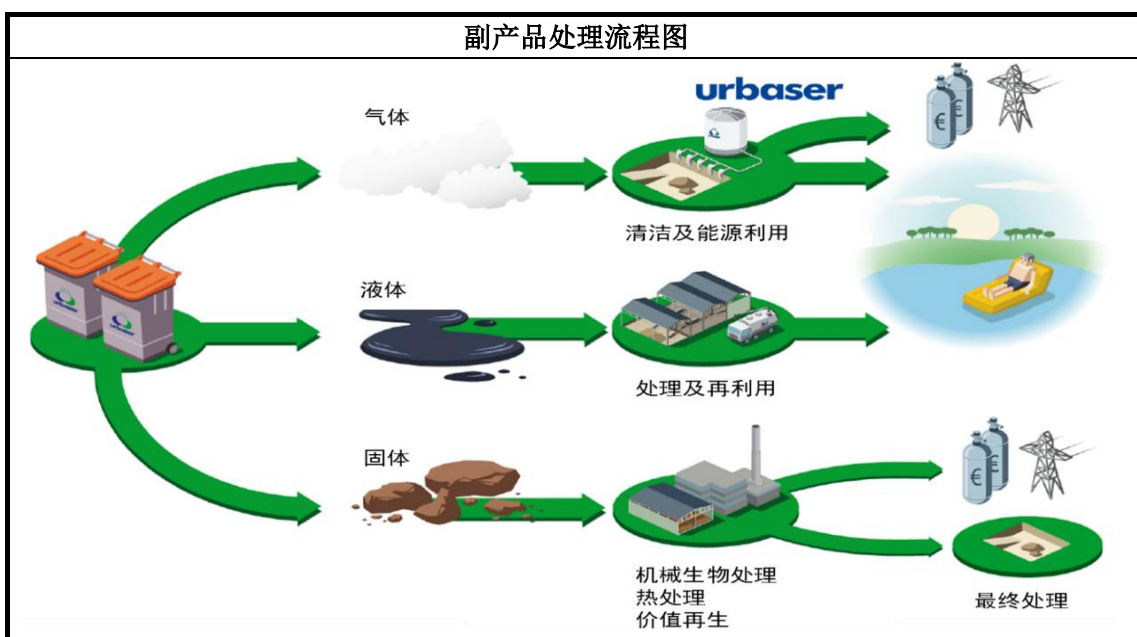 副产品处理流程图
urbaser
气体
清洁及能源利用
urbaser
urbaser
液体
处理及再利用
固体
机械生物处理
热处理
价值再生
最终处理
€
€
€
€